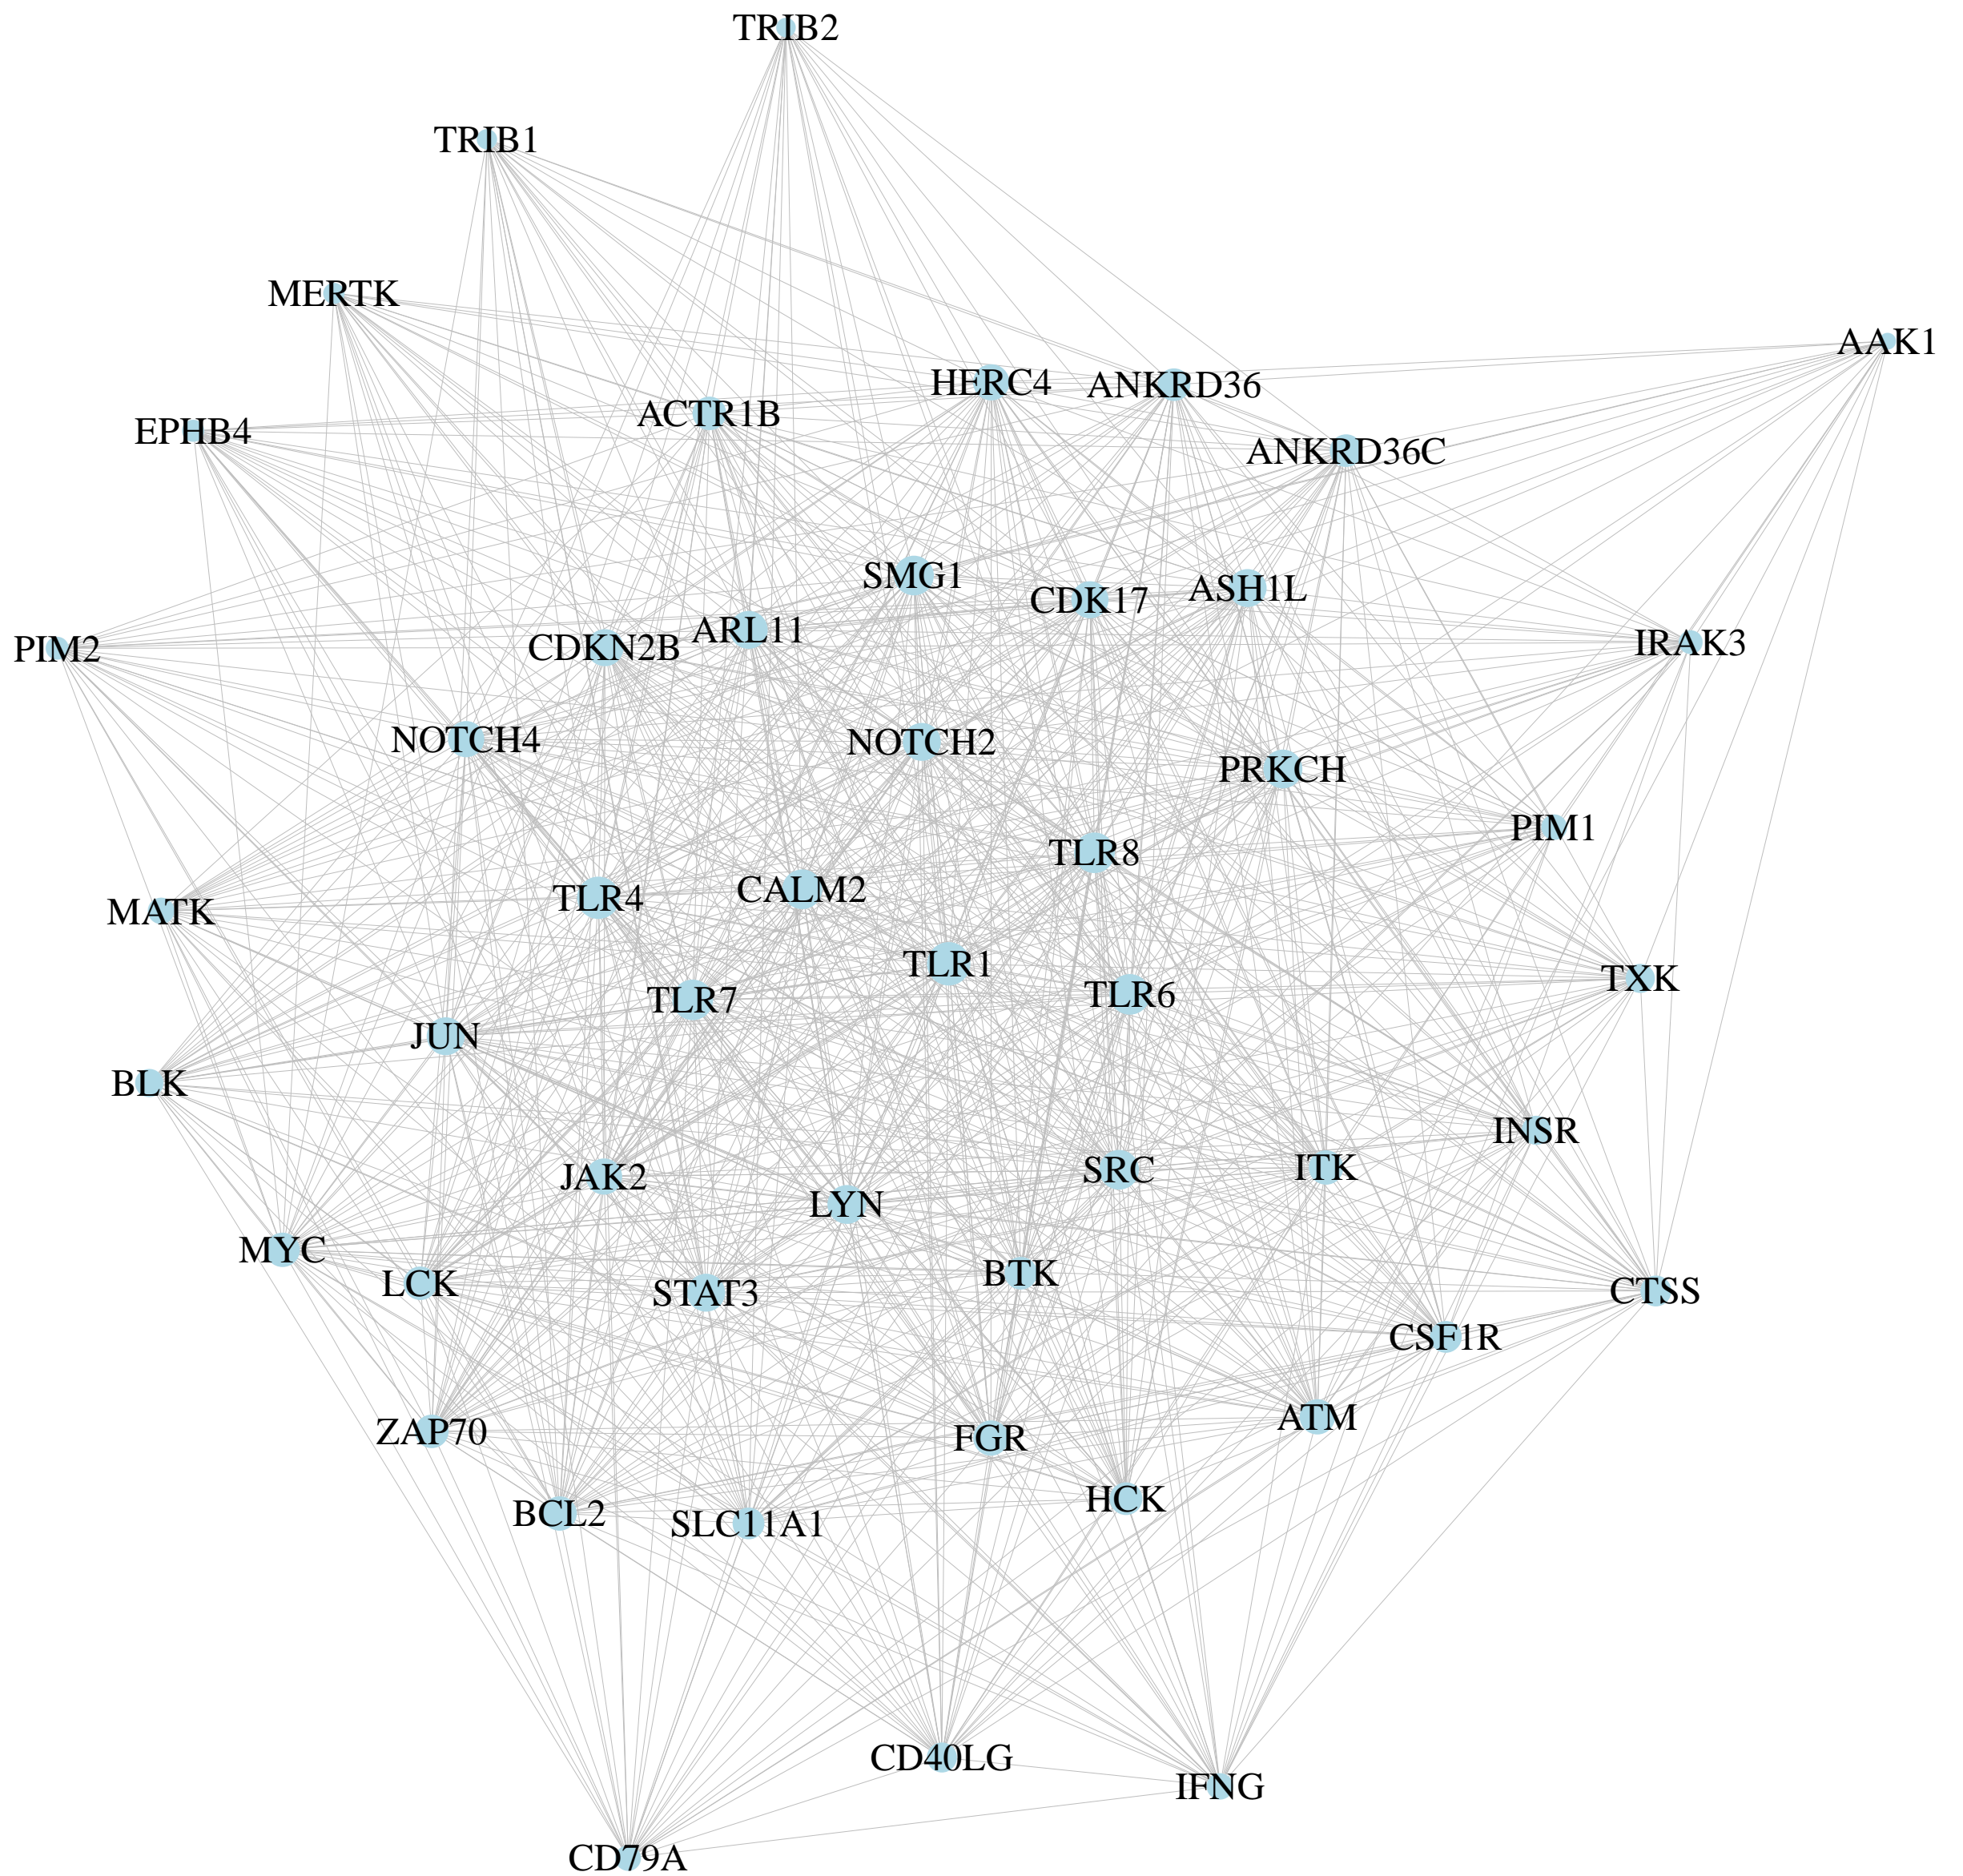 TRIB2
TRIB1
MERTK
AAK1
HERC4
ANKRD36
ACTR1B
EPHB4
ANKRD36C
SMG1
ASH1L
CDK17
ARL11
IRAK3
CDKN2B
PIM2
NOTCH4
NOTCH2
PRKCH
PIM1
TLR8
CALM2
TLR4
MATK
TLR1
TXK
TLR6
TLR7
JUN
BLK
INSR
ITK
SRC
JAK2
LYN
MYC
BTK
LCK
CTSS
STAT3
CSF1R
ATM
ZAP70
FGR
HCK
BCL2
SLC11A1
CD40LG
IFNG
CD79A